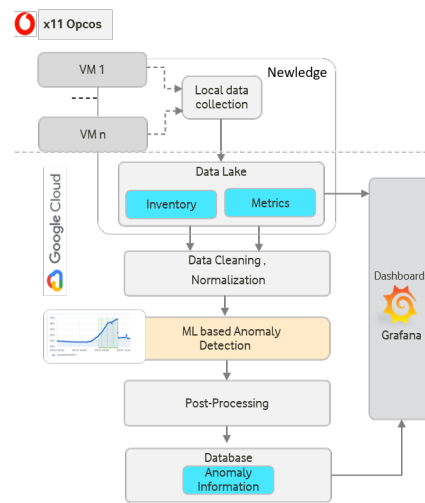 x11 Opcos
VM 1
Newledge
Local data
collection
VM n
Data Lake
Inventory
Metrics
Google Cloud
Data Cleaning ,
Normalization
Dashboard
Grafana
ML based Anomaly
Detection
Post-Processing
Database
Anomaly
Information